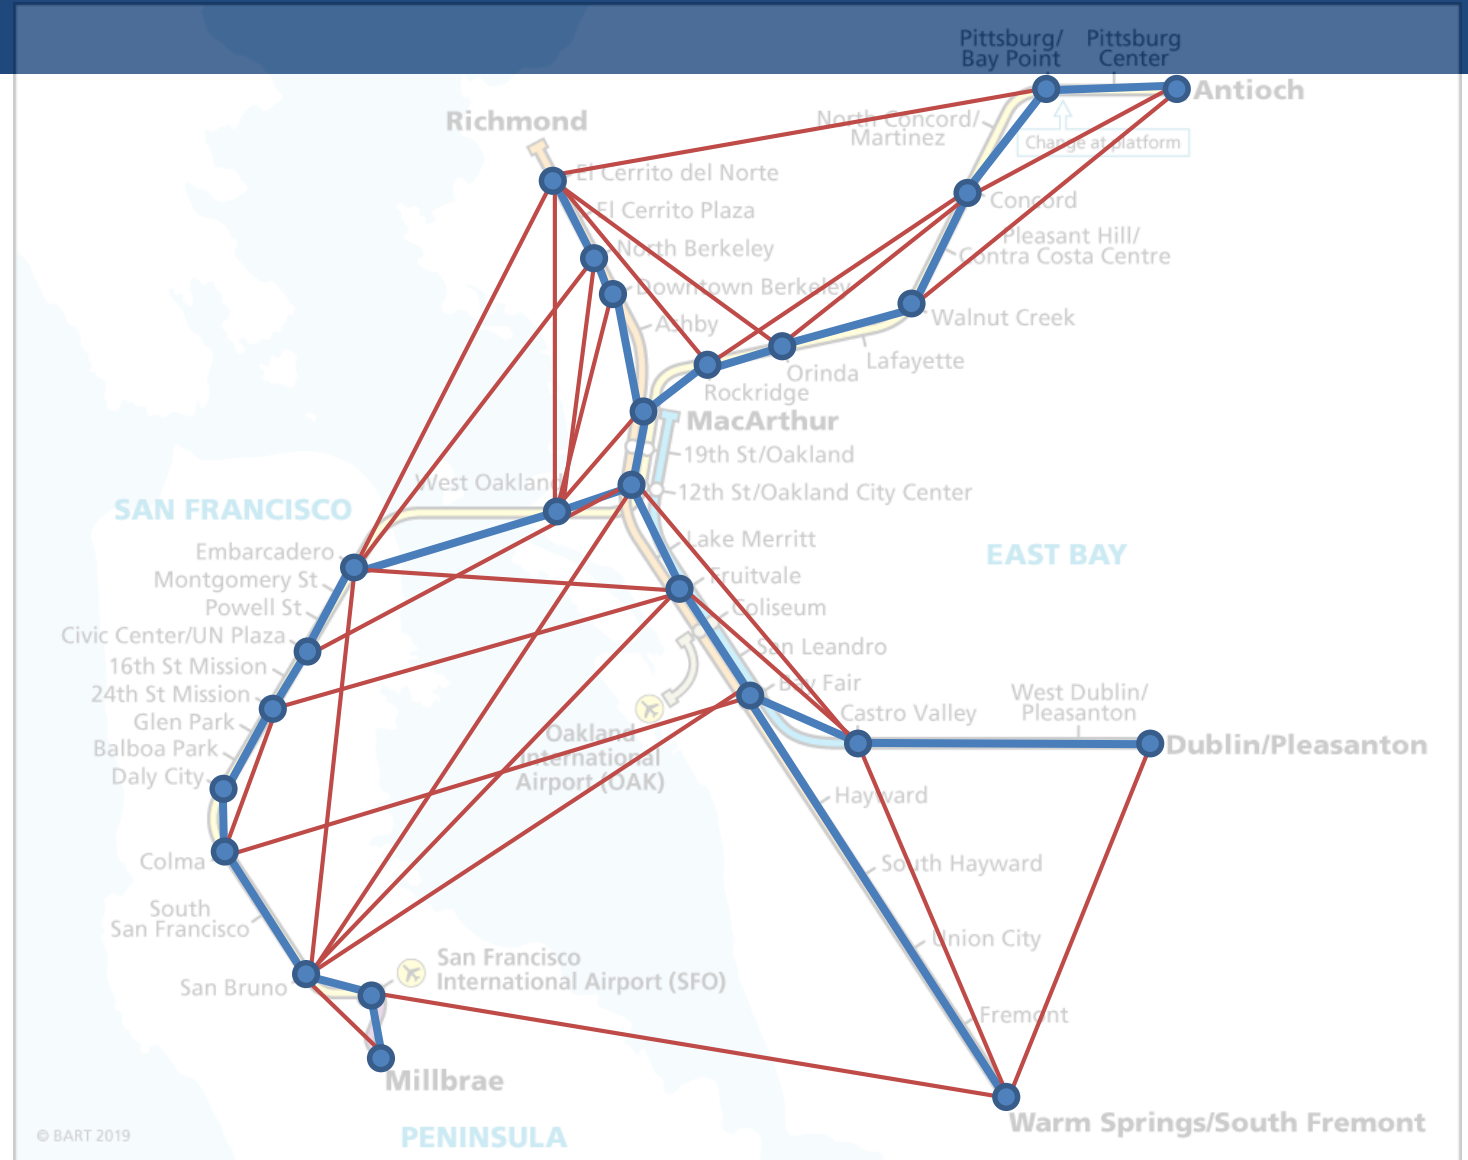 Pittsburg/
Bay Point
Pittsburg
Center
Antioch
Richmond
North Concord/
Martinez
Change at platform
El Cerrito del Norte
Concord
El Cerrito Plaza
Pleasant Hill/
Contra Costa Centre
North Berkeley
Downtown Berkeley
Walnut Creek
Ashby
Lafayette
Orinda
Rockridge
MacArthur
19th St/Oakland
West Oakland
12th St/Oakland City Center
SAN FRANCISCO
Lake Merritt
EAST BAY
Embarcadero
Montgomery St
Fruitvale
Powell St
Coliseum
Civic Center/UN Plaza
San Leandro
16th St Mission
Bay Fair
24th St Mission
West Dublin/
Pleasanton
Glen Park
Castro Valley
Oakland
International
Airport (OAK)
Balboa Park
Dublin/Pleasanton
Daly City
Hayward
Colma
South Hayward
South
San Francisco
Union City
San Francisco
International Airport (SFO)
San Bruno
Fremont
Millbrae
Warm Springs/South Fremont
© BART 2019
PENINSULA